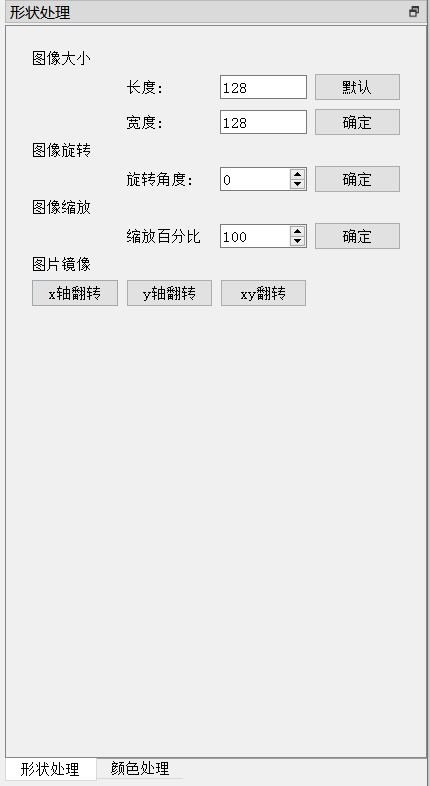 形状处理
图像大小
长度: 128 默认
宽度: 128 确定
图像旋转
旋转角度: 0 确定
图像缩放
缩放百分比 100 确定
图片镜像
x轴翻转 y轴翻转 xy翻转
形状处理 颜色处理